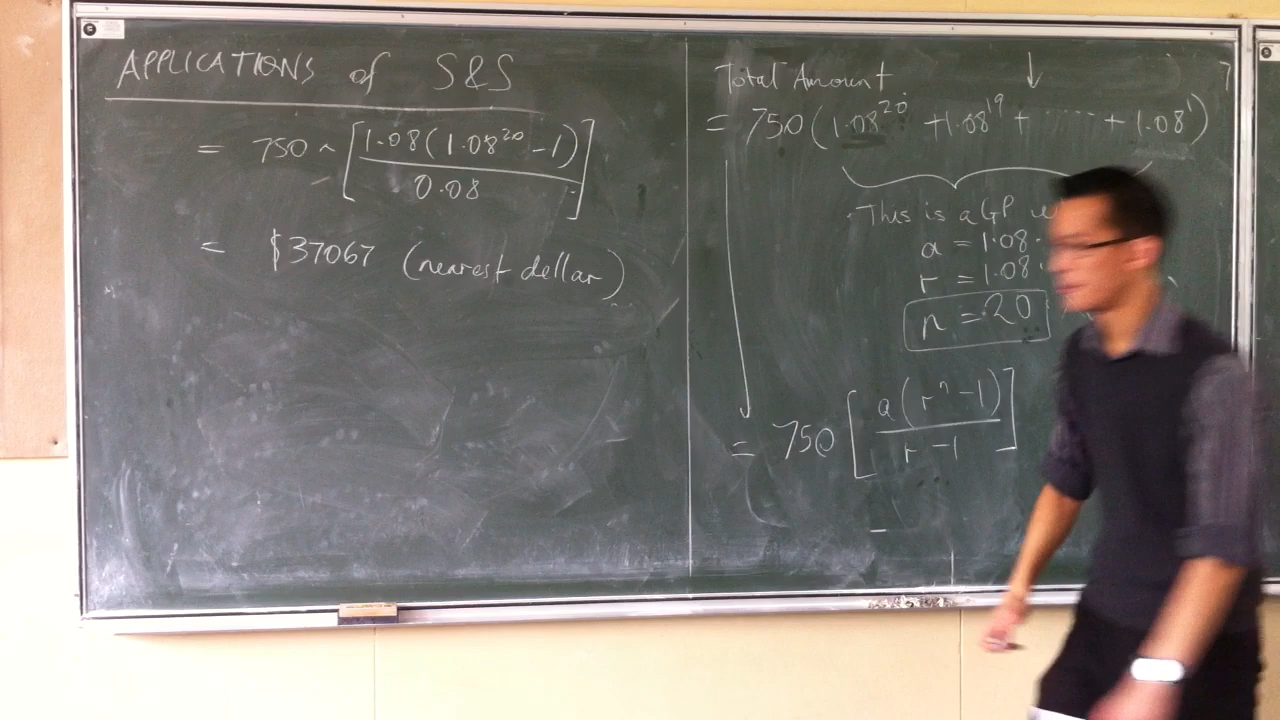 APPLICATIONS of S&S
= 750 × [1.08(1.08²⁰ -1) / 0.08]
= $37067 (nearest dollar)
Total Amount
= 750(1.08²⁰ + 1.08¹⁹ + ...... + 1.08¹)
This is a GP
a = 1.08
r = 1.08
n = 20
= 750 [a(rⁿ -1) / r -1]